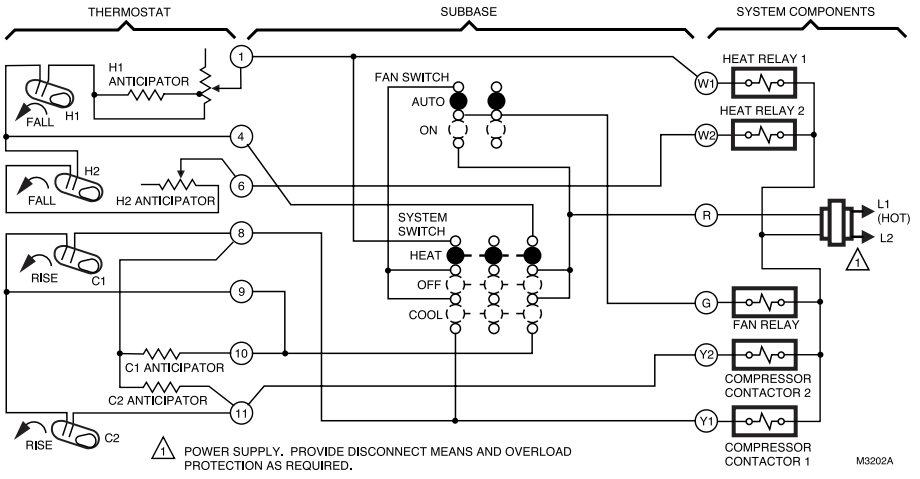 THERMOSTAT
SUBBASE
SYSTEM COMPONENTS
H1
ANTICIPATOR
1
FALL
H1
4
H2
FALL
H2 ANTICIPATOR
6
8
RISE
C1
9
10
C1 ANTICIPATOR
C2 ANTICIPATOR
11
RISE
C2
FAN SWITCH
AUTO
ON
SYSTEM
SWITCH
HEAT
OFF
COOL
HEAT RELAY 1
W1
HEAT RELAY 2
W2
R
L1
(HOT)
L2
1
G
FAN RELAY
Y2
COMPRESSOR
CONTACTOR 2
Y1
COMPRESSOR
CONTACTOR 1
1 POWER SUPPLY. PROVIDE DISCONNECT MEANS AND OVERLOAD
PROTECTION AS REQUIRED.
M3202A